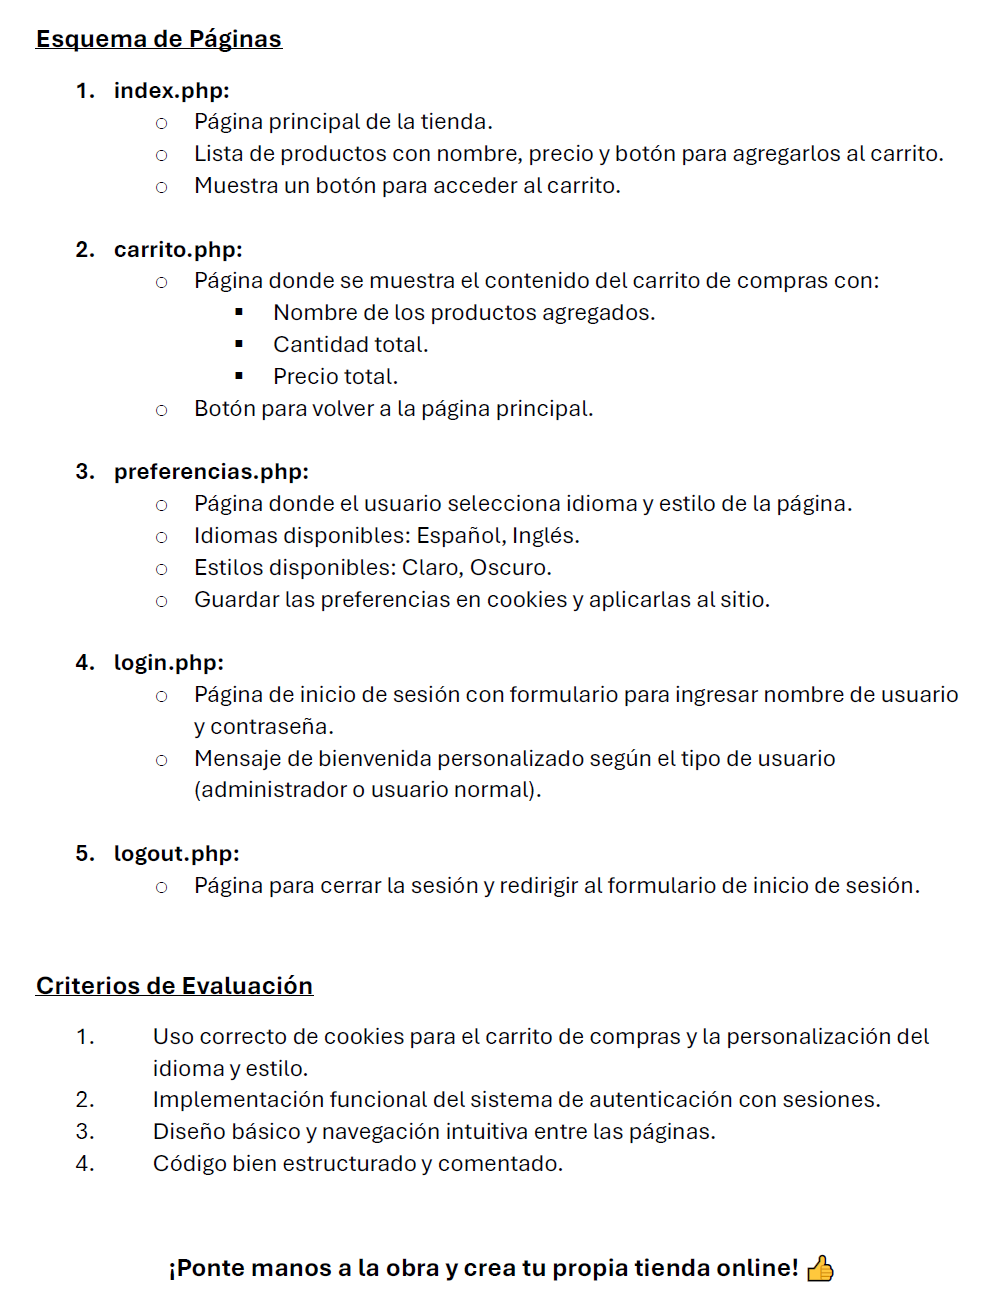 Esquema de Páginas
1. index.php:
○ Página principal de la tienda.
○ Lista de productos con nombre, precio y botón para agregarlos al carrito.
○ Muestra un botón para acceder al carrito.
2. carrito.php:
○ Página donde se muestra el contenido del carrito de compras con:
▪ Nombre de los productos agregados.
▪ Cantidad total.
▪ Precio total.
○ Botón para volver a la página principal.
3. preferencias.php:
○ Página donde el usuario selecciona idioma y estilo de la página.
○ Idiomas disponibles: Español, Inglés.
○ Estilos disponibles: Claro, Oscuro.
○ Guardar las preferencias en cookies y aplicarlas al sitio.
4. login.php:
○ Página de inicio de sesión con formulario para ingresar nombre de usuario
y contraseña.
○ Mensaje de bienvenida personalizado según el tipo de usuario
(administrador o usuario normal).
5. logout.php:
○ Página para cerrar la sesión y redirigir al formulario de inicio de sesión.
Criterios de Evaluación
1. Uso correcto de cookies para el carrito de compras y la personalización del
idioma y estilo.
2. Implementación funcional del sistema de autenticación con sesiones.
3. Diseño básico y navegación intuitiva entre las páginas.
4. Código bien estructurado y comentado.
¡Ponte manos a la obra y crea tu propia tienda online! 👍